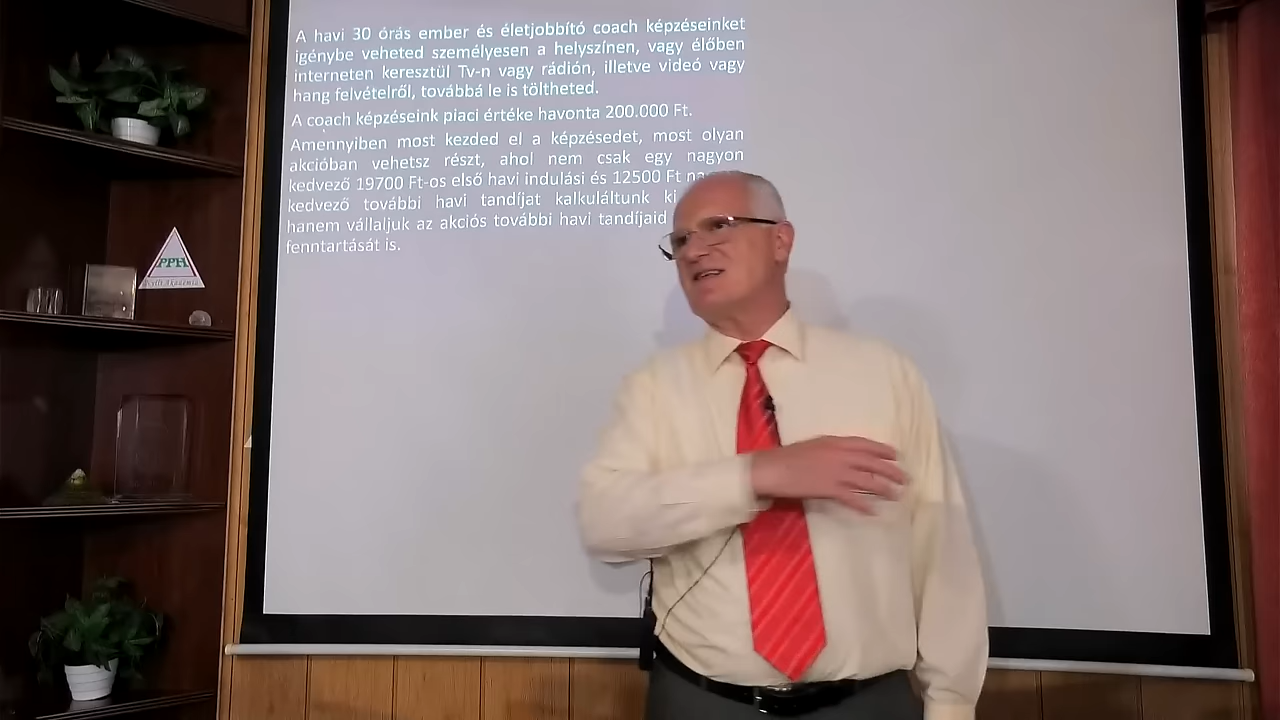 A havi 30 órás ember és életjobbító coach képzéseinket
igénybe veheted személyesen a helyszínen, vagy élőben
interneten keresztül Tv-n vagy rádión, illetve videó vagy
hang felvételről, továbbá le is töltheted.
A coach képzéseink piaci értéke havonta 200.000 Ft.
Amennyiben most kezded el a képzésedet, most olyan
akcióban vehetsz részt, ahol nem csak egy nagyon
kedvező 19700 Ft-os első havi indulási és 12500 Ft
kedvező további havi tandíjat kalkuláltunk ki
hanem vállaljuk az akciós további havi tandíjaid
fenntartását is.
PPH
Nyílt Akadémia